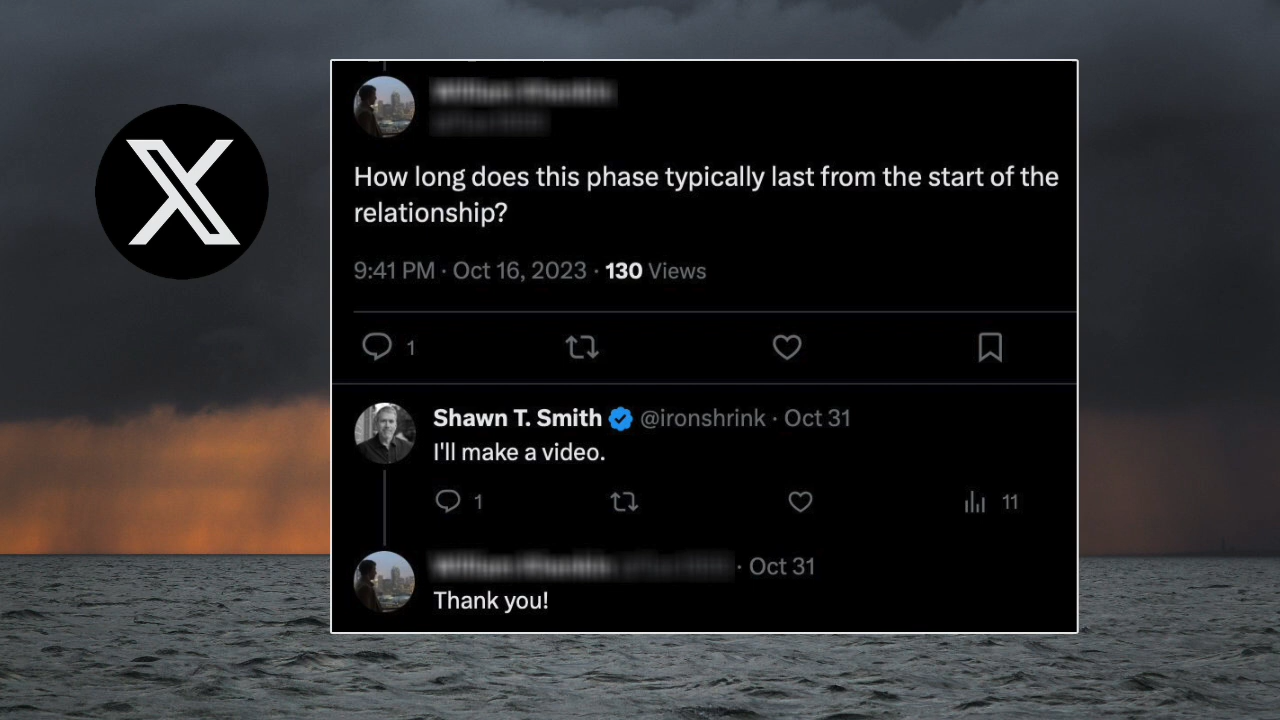 How long does this phase typically last from the start of the
relationship?
9:41 PM · Oct 16, 2023 · 130 Views
1
Shawn T. Smith @ironshrink · Oct 31
I'll make a video.
1 11
· Oct 31
Thank you!